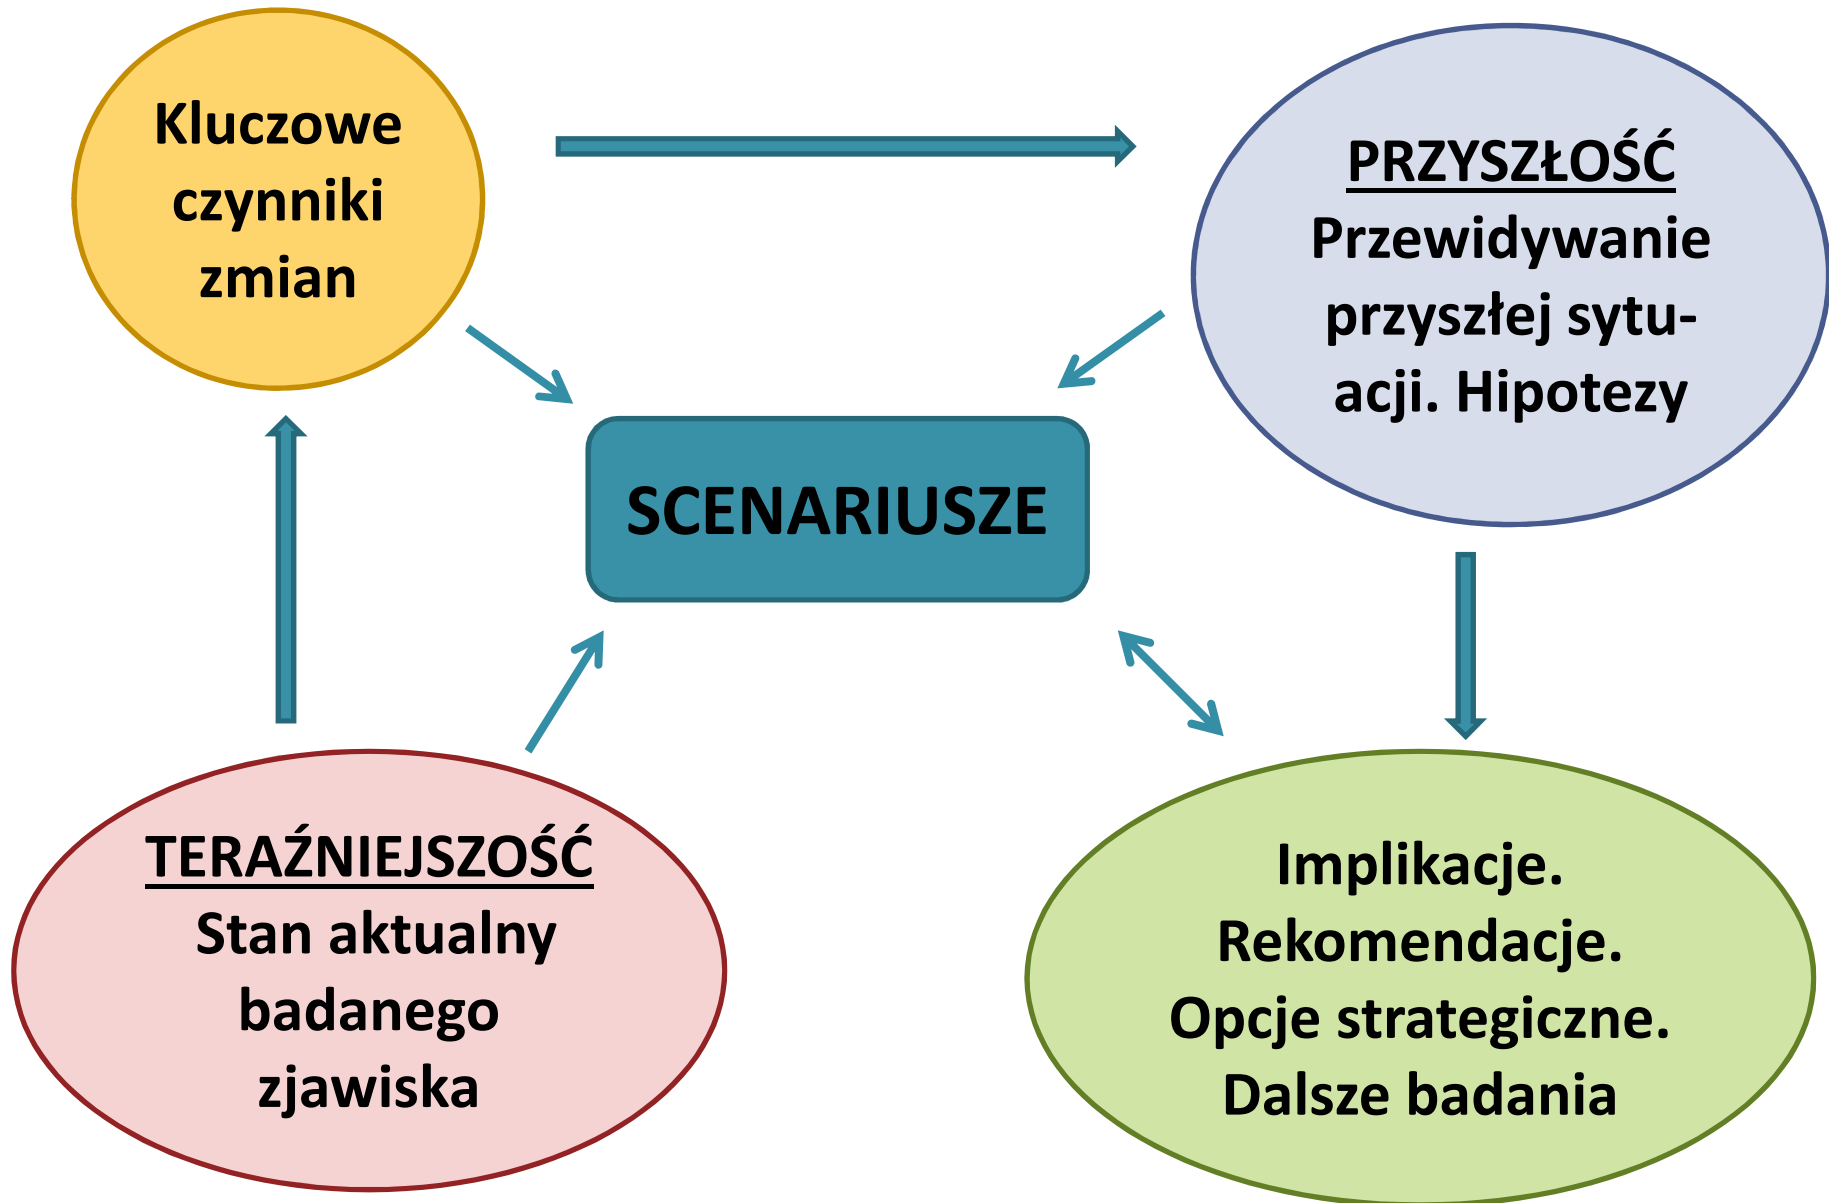 Kluczowe
czynniki
zmian
PRZYSZŁOŚĆ
Przewidywanie
przyszłej sytu-
acji. Hipotezy
SCENARIUSZE
TERAŹNIEJSZOŚĆ
Stan aktualny
badanego
zjawiska
Implikacje.
Rekomendacje.
Opcje strategiczne.
Dalsze badania